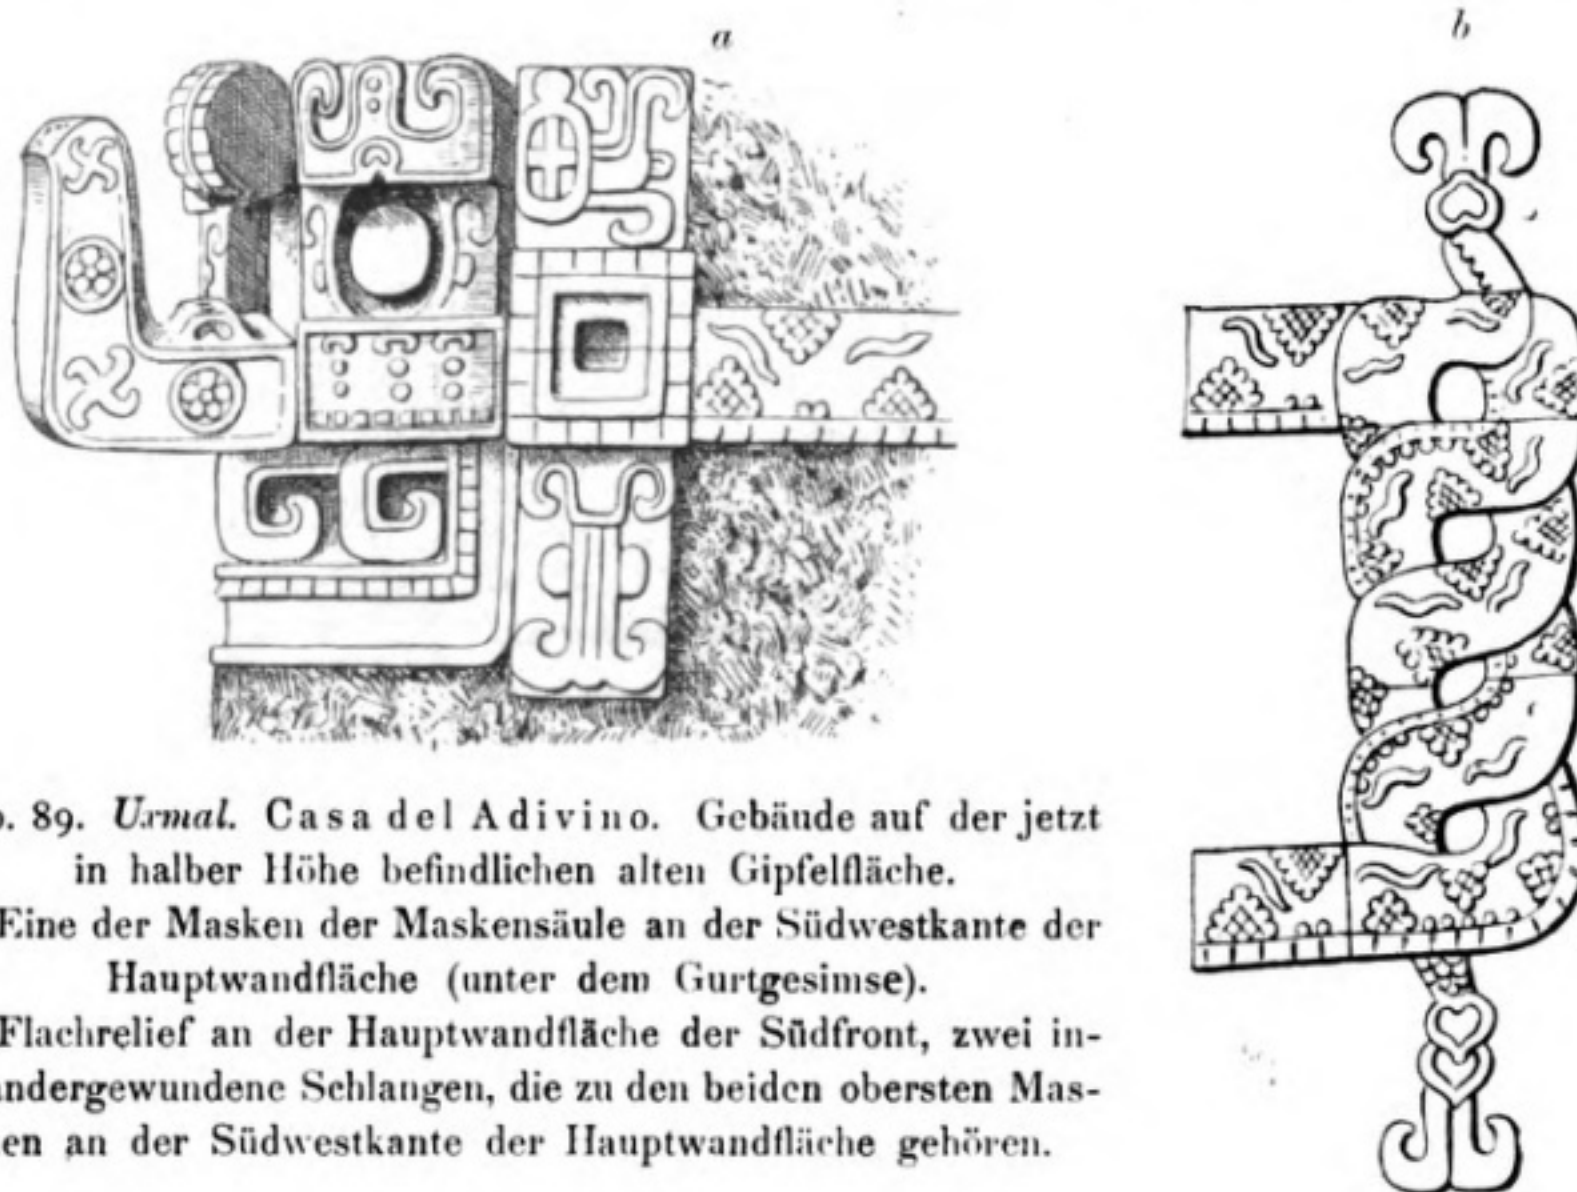 a
b
. 89. Uxmal. Casa del Adivino. Gebäude auf der jetzt
in halber Höhe befindlichen alten Gipfelfläche.
Eine der Masken der Maskensäule an der Südwestkante der
Hauptwandfläche (unter dem Gurtgesimse).
Flachrelief an der Hauptwandfläche der Südfront, zwei in-
andergewundene Schlangen, die zu den beiden obersten Mas-
en an der Südwestkante der Hauptwandfläche gehören.